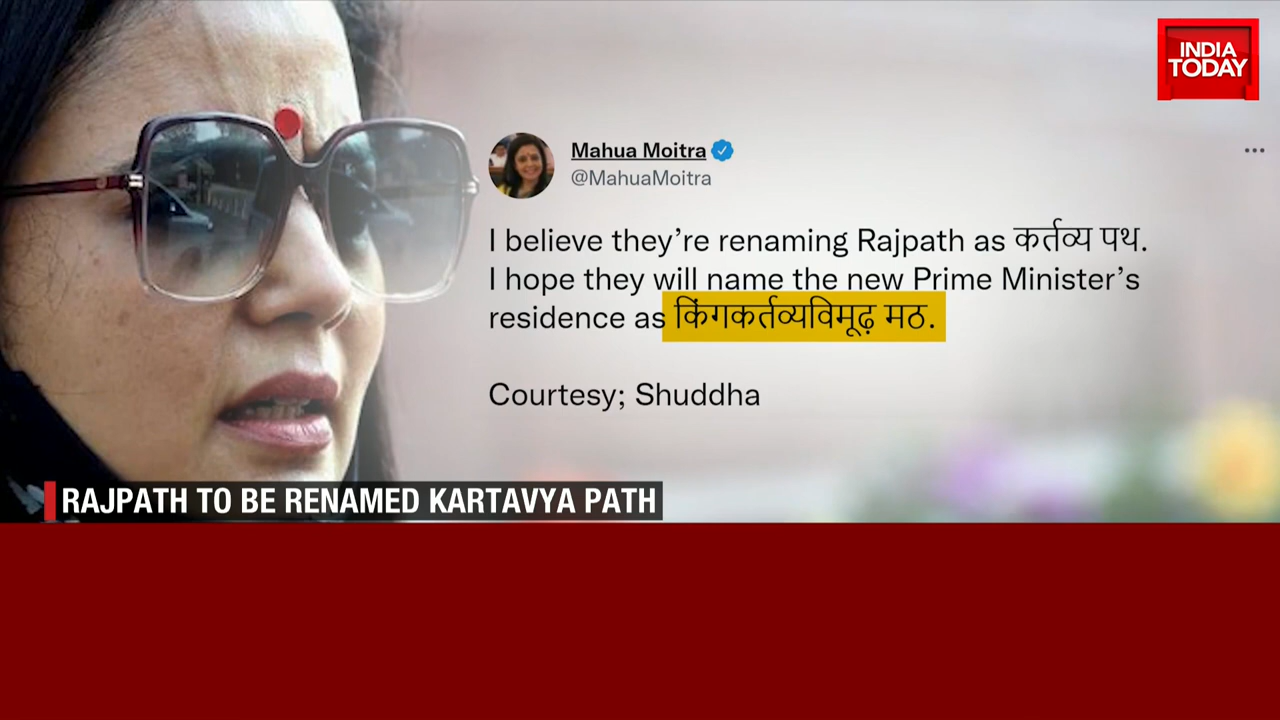 INDIA
TODAY
Mahua Moitra
@MahuaMoitra
I believe they're renaming Rajpath as कर्तव्य पथ.
I hope they will name the new Prime Minister's
residence as किंगकर्तव्यविमूढ़ मठ.
Courtesy; Shuddha
RAJPATH TO BE RENAMED KARTAVYA PATH